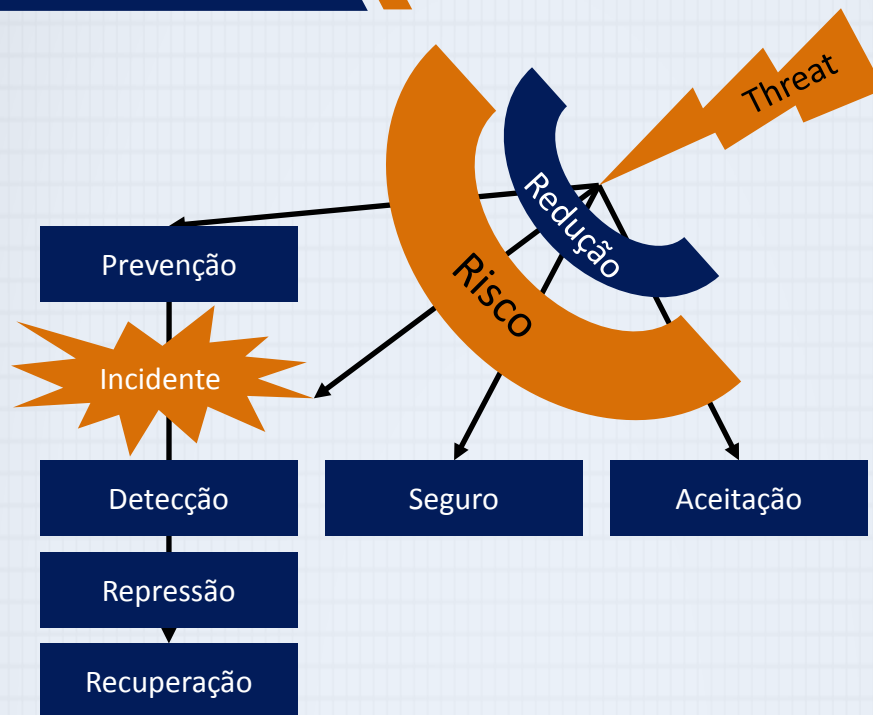 Threat
Redução
Risco
Prevenção
Incidente
Detecção
Seguro
Aceitação
Repressão
Recuperação